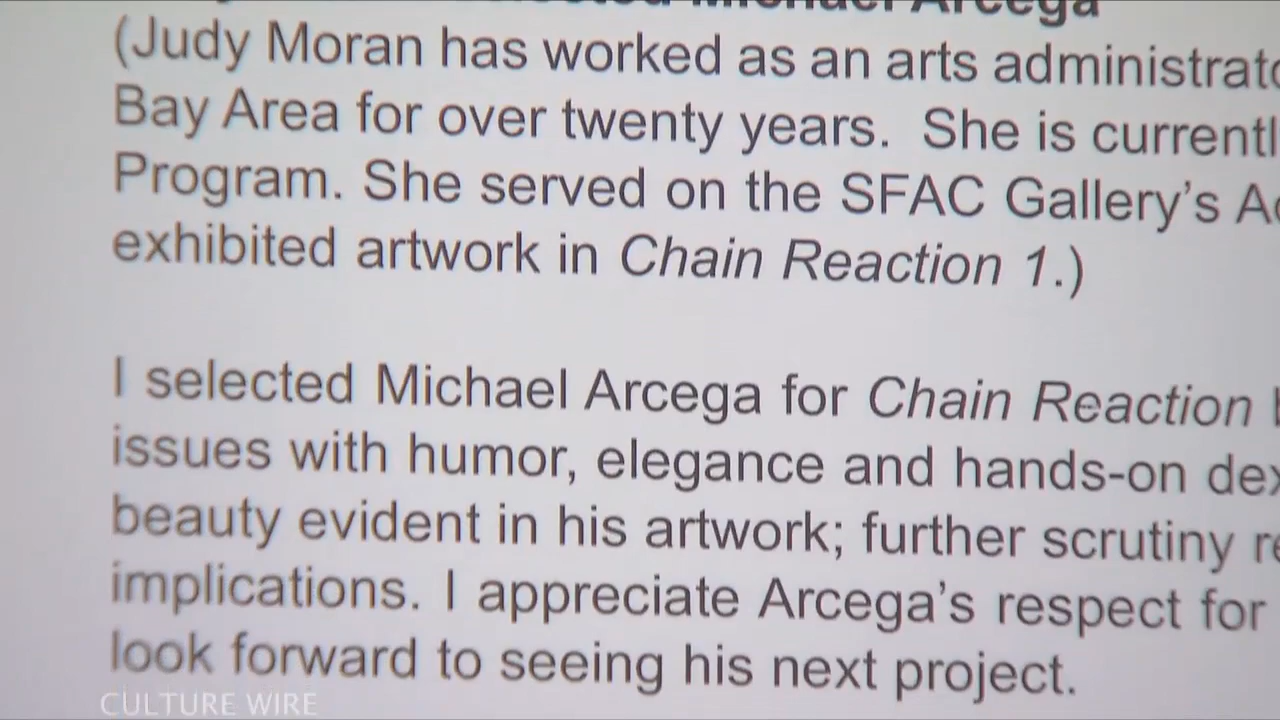 Michael Arcega
(Judy Moran has worked as an arts
Bay Area for over twenty years. She is
Program. She served on the SFAC Gallery's
exhibited artwork in Chain Reaction 1.)
I selected Michael Arcega for Chain Reaction
issues with humor, elegance and hands-on
beauty evident in his artwork; further scrutiny
implications. I appreciate Arcega's respect for
look forward to seeing his next project.
CULTURE WIRE